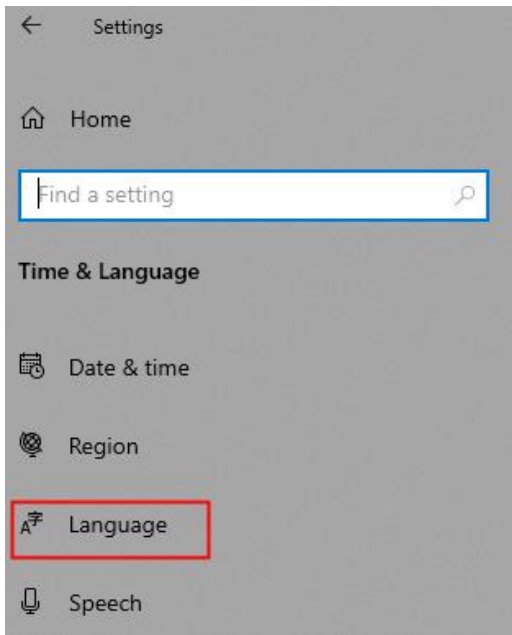 Settings
Home
Find a setting
Time & Language
Date & time
Region
Language
Speech